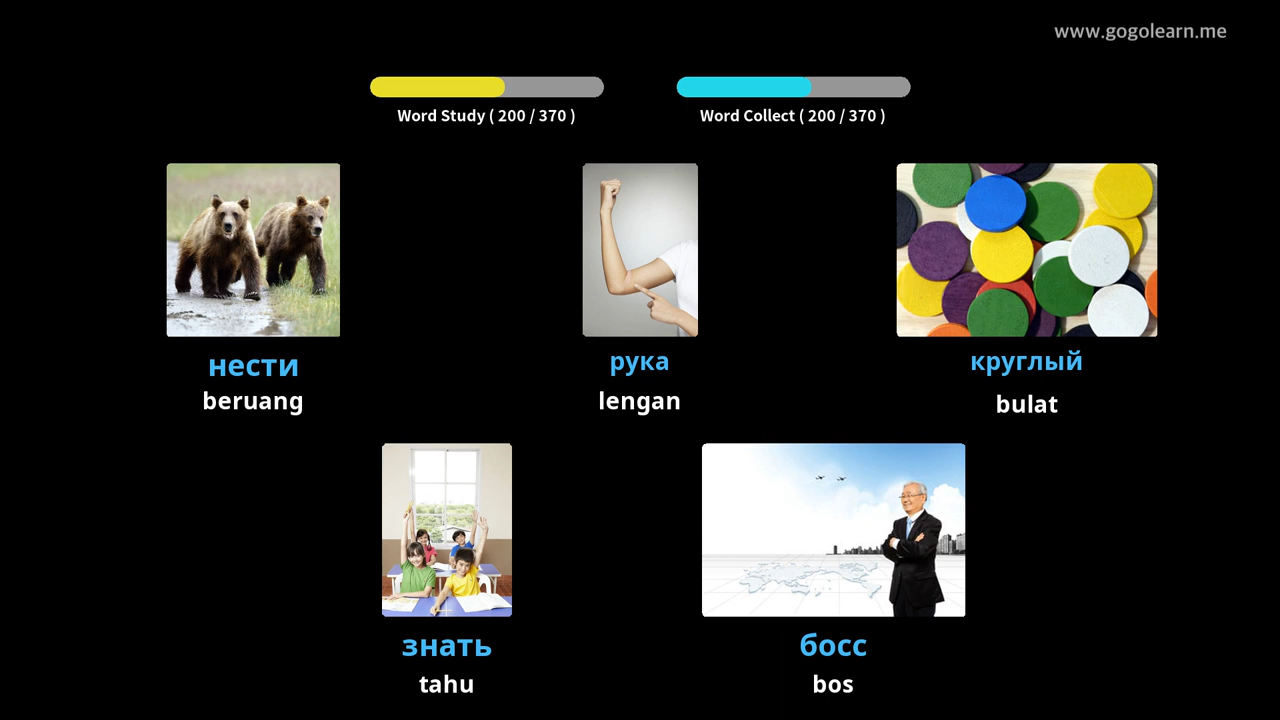 www.gogolearn.me
Word Study ( 200 / 370 )
Word Collect ( 200 / 370 )
нести
beruang
рука
lengan
круглый
bulat
знать
tahu
босс
bos